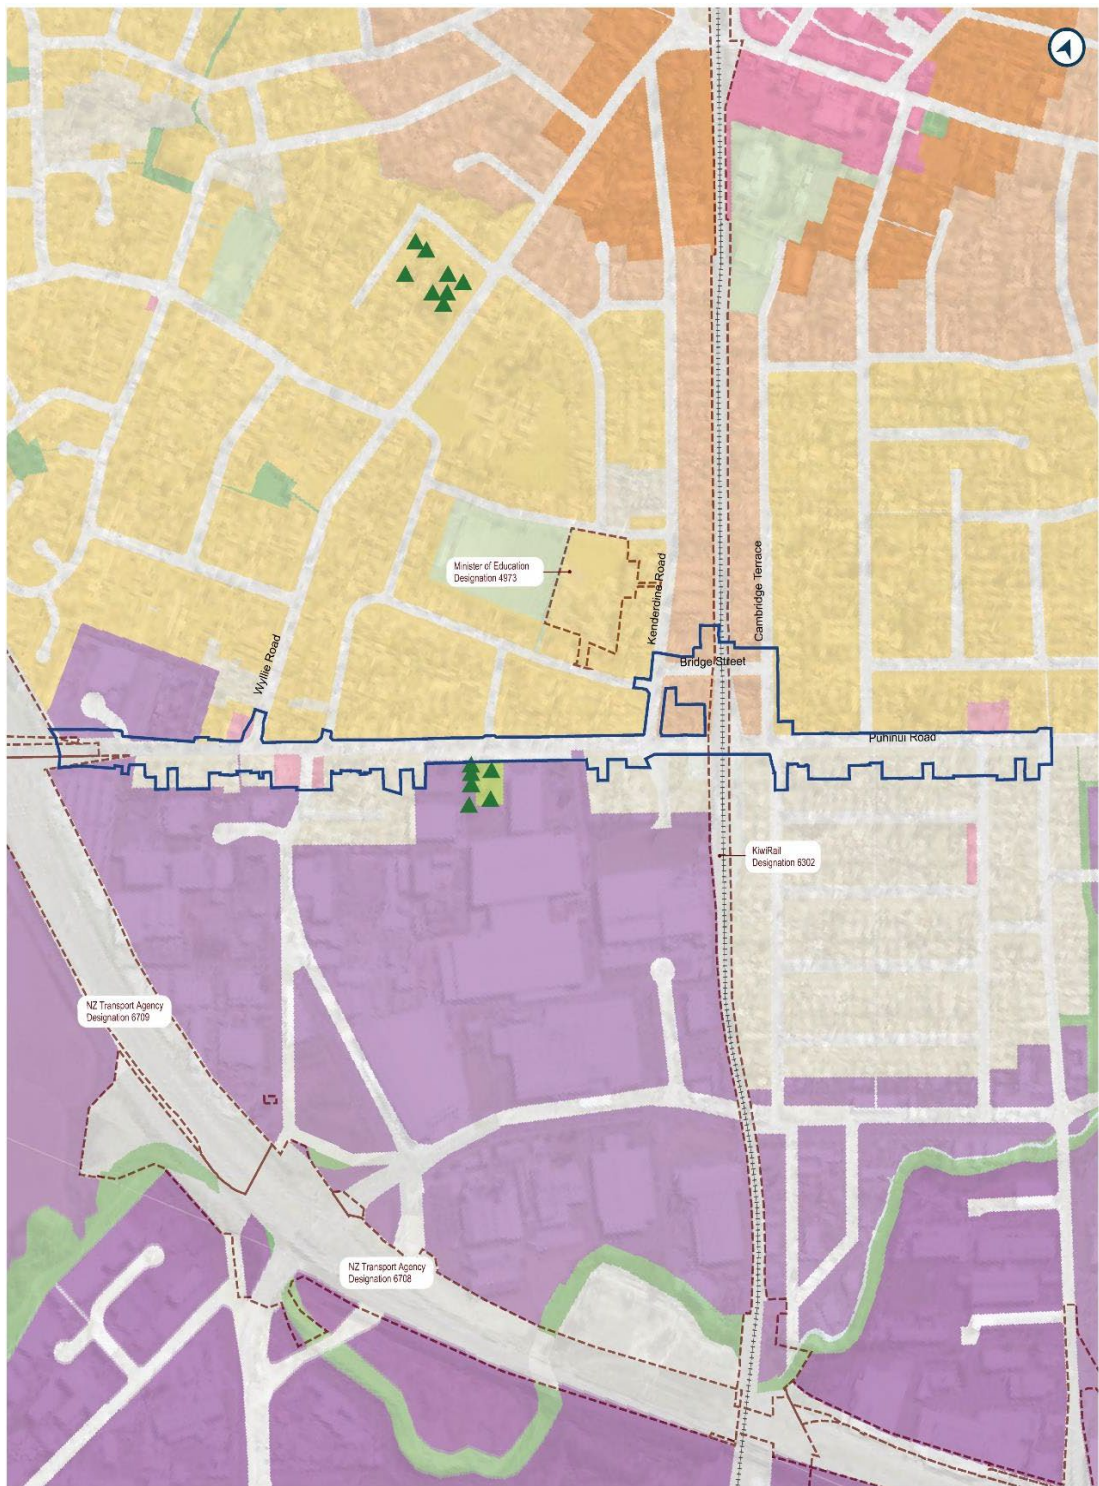 Minister of Education
Designation 4973
Kenderdine Road
Cambridge Terrace
Wyllie Road
Bridge Street
Puhinui Road
KiwiRail
Designation 6302
NZ Transport Agency
Designation 6709
NZ Transport Agency
Designation 6708